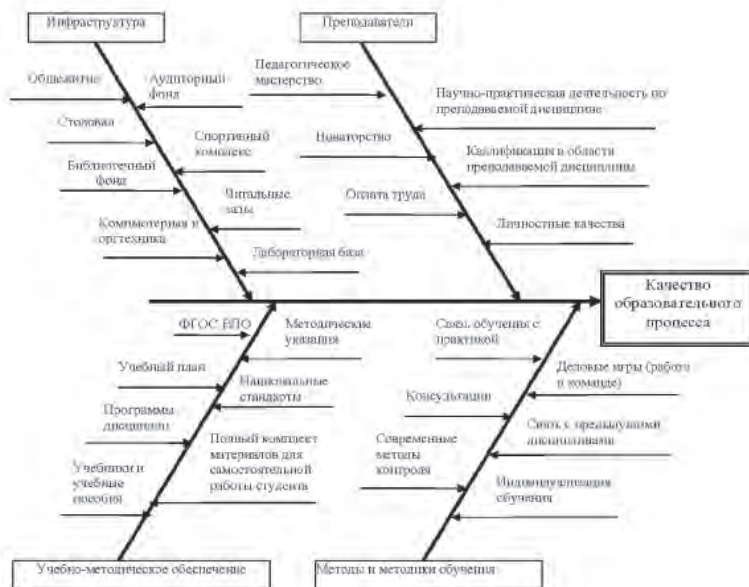 Инфраструктура
Преподаватели
Общежитие
Аудиторный
фонд
Столовая
Спортивный
комплекс
Библиотечный
фонд
Читальные
залы
Компьютерная и
оргтехника
Лабораторная база
Педагогическое
мастерство
Научно-практическая деятельность по
преподаваемой дисциплине
Новаторство
Квалификация в области
преподаваемой дисциплины
Оплата труда
Личностные качества
Качество
образовательного
процесса
ФГОС ВПО
Методические
указания
Учебный план
Национальные
стандарты
Программы
дисциплин
Полный комплект
материалов для
самостоятельной
работы студента
Учебники и
учебные
пособия
Связь обучения с
практикой
Деловые игры (работа
в команде)
Консультации
Связь с предыдущими
дисциплинами
Современные
методы
контроля
Индивидуализация
обучения
Учебно-методическое обеспечение
Методы и методики обучения